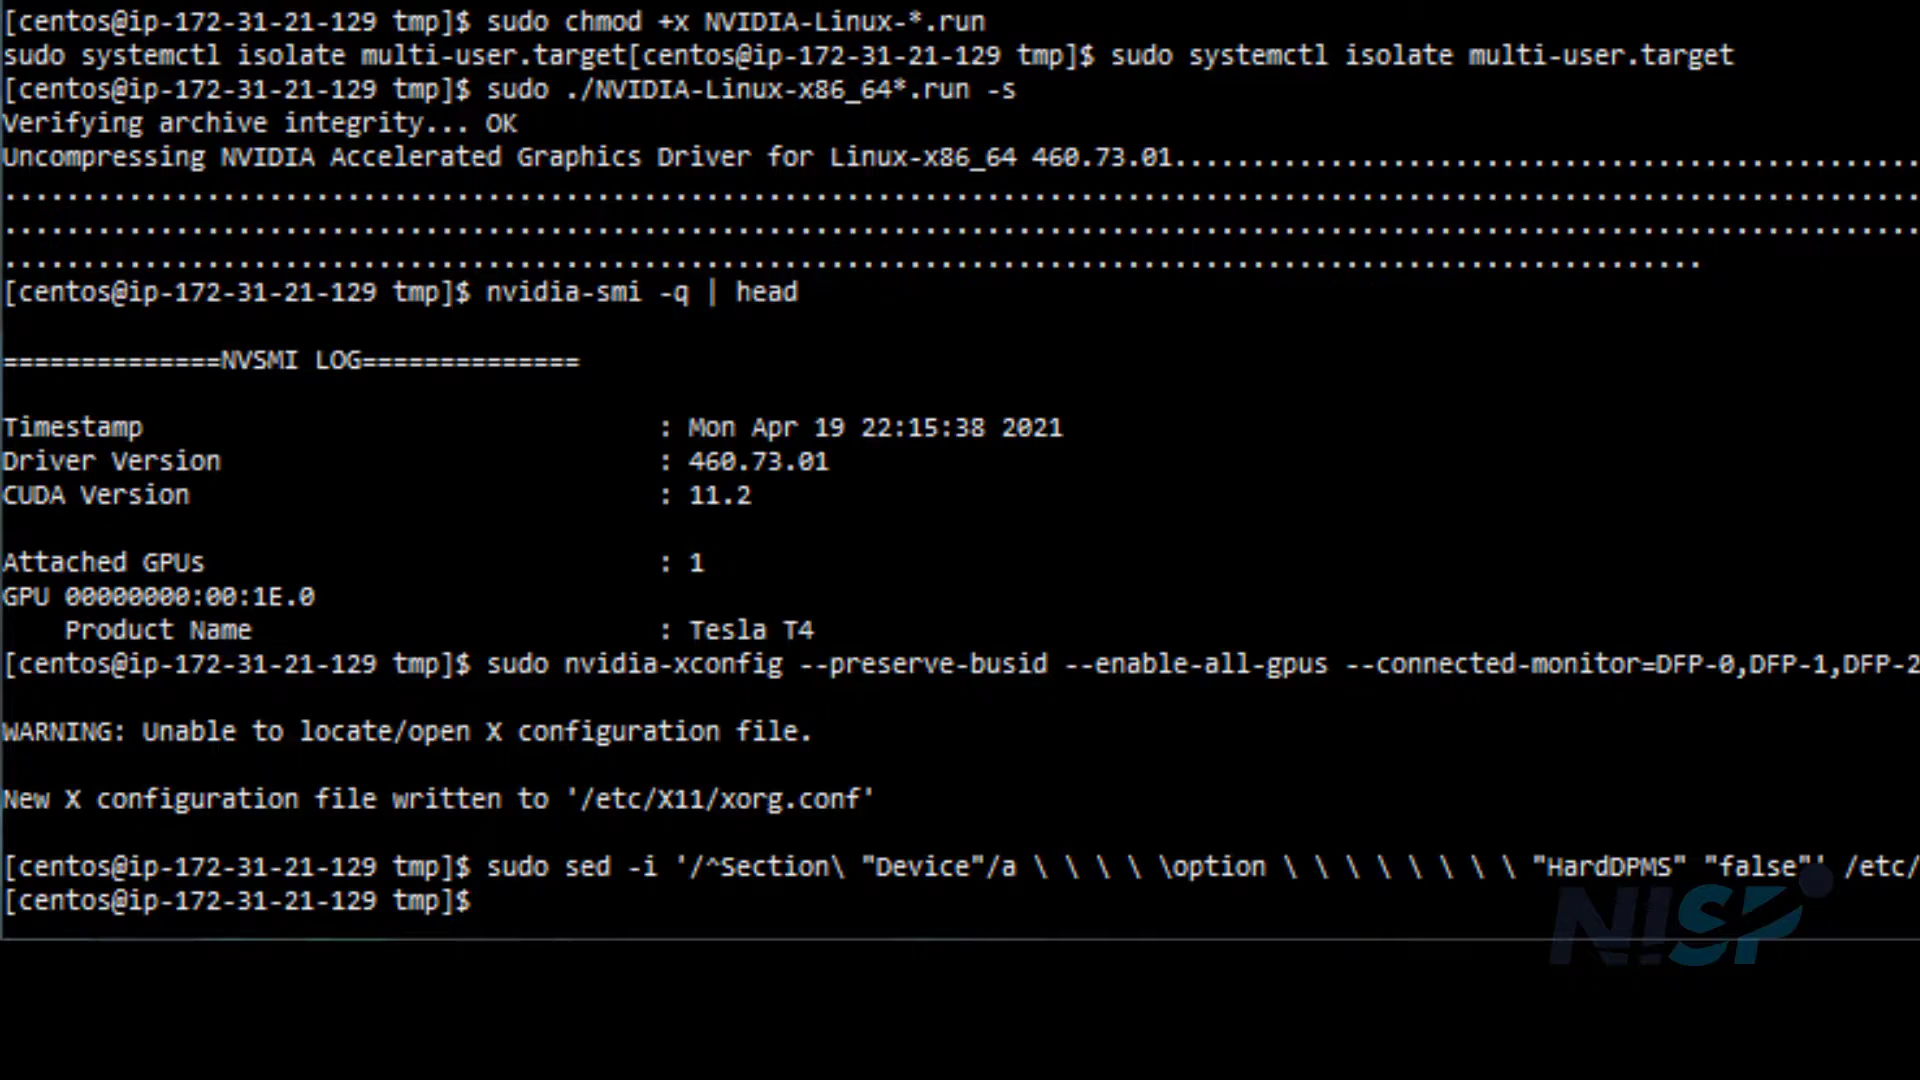 [centos@ip-172-31-21-129 tmp]$ sudo chmod +x NVIDIA-Linux-*.run
sudo systemctl isolate multi-user.target[centos@ip-172-31-21-129 tmp]$ sudo systemctl isolate multi-user.target
[centos@ip-172-31-21-129 tmp]$ sudo ./NVIDIA-Linux-x86_64*.run -s
Verifying archive integrity... OK
Uncompressing NVIDIA Accelerated Graphics Driver for Linux-x86_64 460.73.01................................................
...........................................................................................................................
...........................................................................................................................
.............................................................................................................
[centos@ip-172-31-21-129 tmp]$ nvidia-smi -q | head
==============NVSMI LOG==============
Timestamp : Mon Apr 19 22:15:38 2021
Driver Version : 460.73.01
CUDA Version : 11.2
Attached GPUs : 1
GPU 00000000:00:1E.0
Product Name : Tesla T4
[centos@ip-172-31-21-129 tmp]$ sudo nvidia-xconfig --preserve-busid --enable-all-gpus --connected-monitor=DFP-0,DFP-1,DFP-2
WARNING: Unable to locate/open X configuration file.
New X configuration file written to '/etc/X11/xorg.conf'
[centos@ip-172-31-21-129 tmp]$ sudo sed -i '/^Section\ "Device"/a \ \ \ \ \option \ \ \ \ \ \ \ \ "HardDPMS" "false"' /etc/
[centos@ip-172-31-21-129 tmp]$
NISP